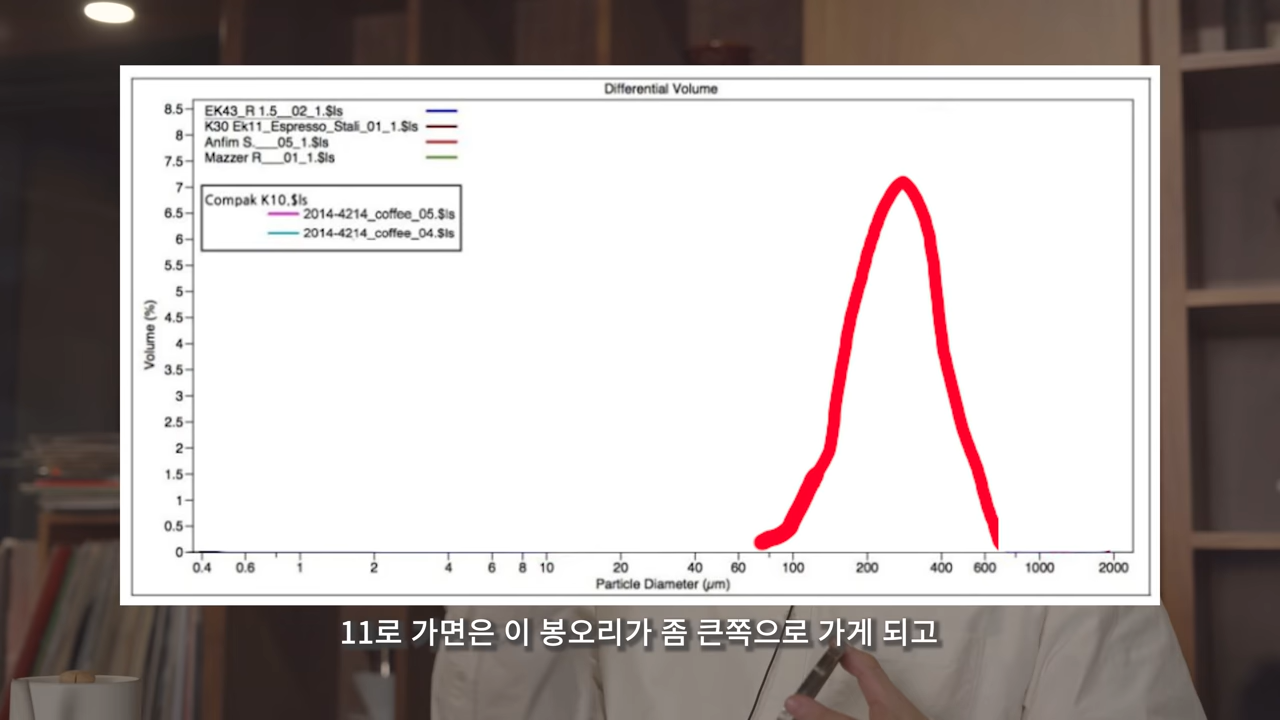 Differential Volume
EK43_R 1.5__02_1.$ls
K30 Ek11_Espresso_Stali_01_1.$ls
Anfim S.___05_1.$ls
Mazzer R___01_1.$ls
Compak K10.$ls
2014-4214_coffee_05.$ls
2014-4214_coffee_04.$ls
Volume (%)
8.5
8
7.5
7
6.5
6
5.5
5
4.5
4
3.5
3
2.5
2
1.5
1
0.5
0
0.4 0.6 1 2 4 6 8 10 20 40 60 100 200 400 600 1000 2000
Particle Diameter (µm)
11로 가면은 이 봉오리가 좀 큰쪽으로 가게 되고